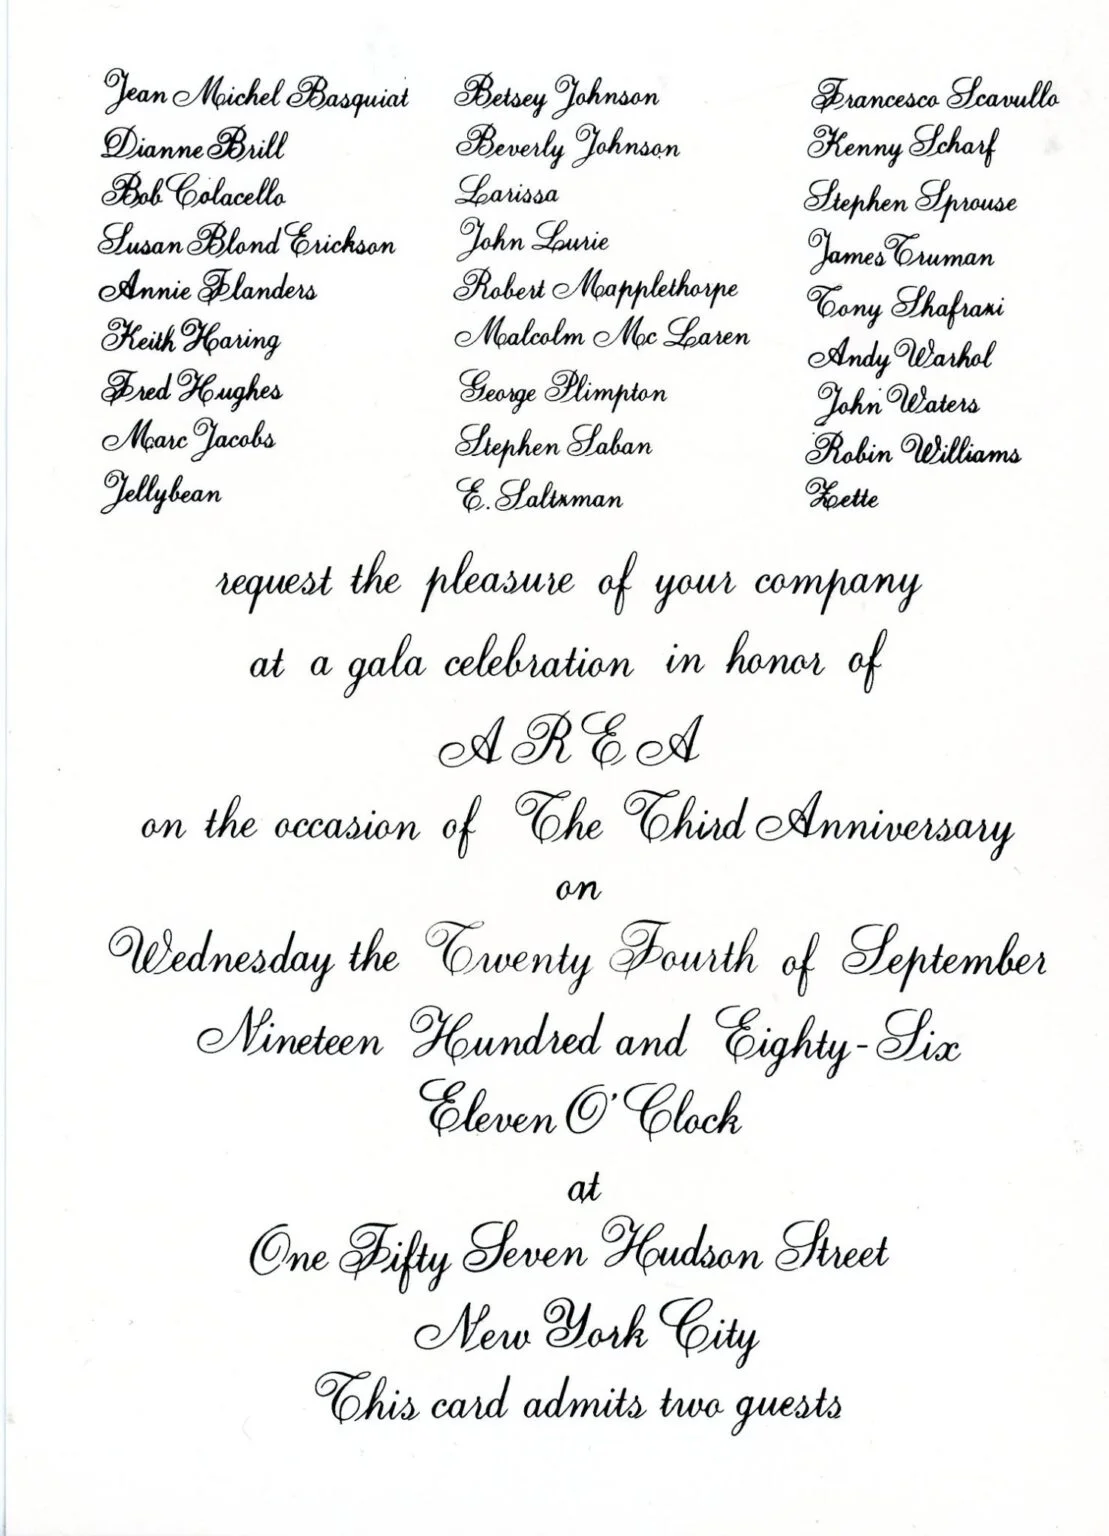 Jean Michel Basquiat
Dianne Brill
Bob Colacello
Susan Blond Erickson
Annie Flanders
Keith Haring
Fred Hughes
Marc Jacobs
Jellybean
Betsey Johnson
Beverly Johnson
Larissa
John Lurie
Robert Mapplethorpe
Malcolm Mc Laren
George Plimpton
Stephen Saban
E. Saltzman
Francesco Scavullo
Kenny Scharf
Stephen Sprouse
James Truman
Tony Shafrazi
Andy Warhol
John Waters
Robin Williams
Zette
request the pleasure of your company
at a gala celebration in honor of
AREA
on the occasion of The Third Anniversary
on
Wednesday the Twenty Fourth of September
Nineteen Hundred and Eighty-Six
Eleven O'Clock
at
One Fifty Seven Hudson Street
New York City
This card admits two guests